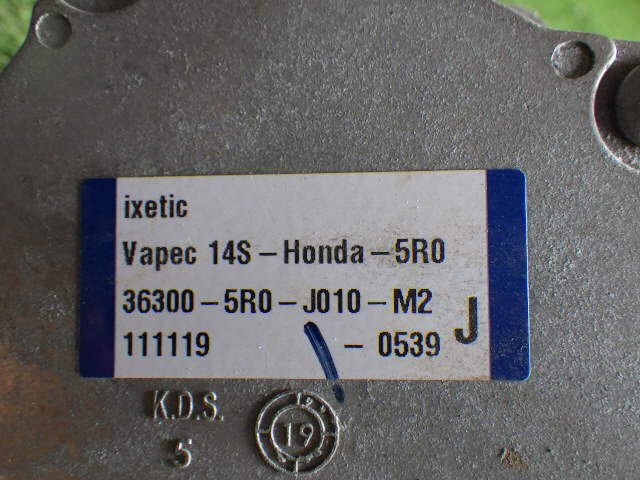 ixetic
Vapec 14S - Honda - 5R0
36300 - 5R0 - J010 - M2
J
111119 - 0539
K.D.S.
5
19